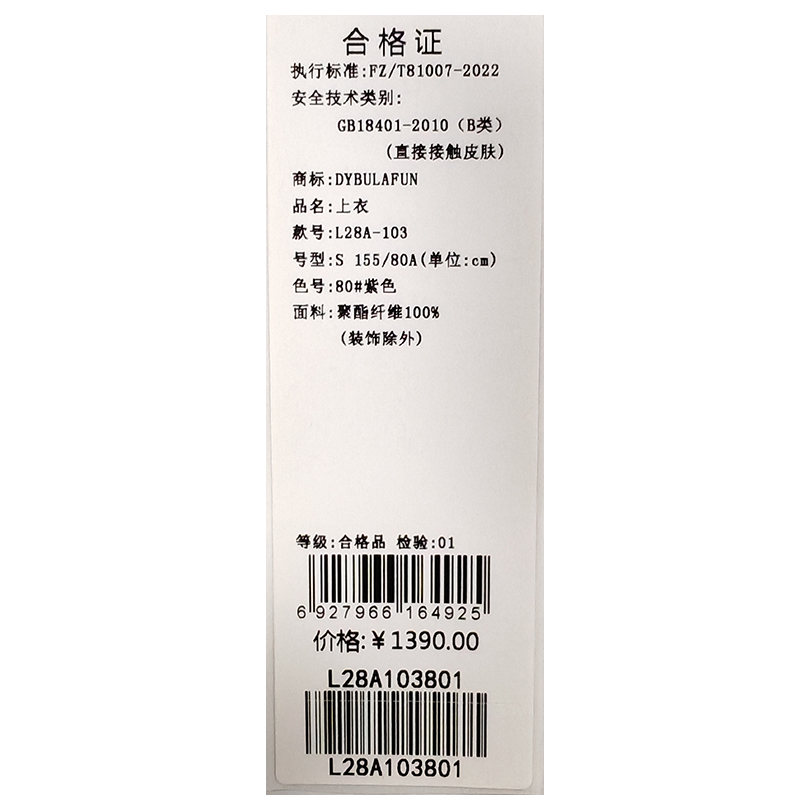 合格证
执行标准:FZ/T81007-2022
安全技术类别:
GB18401-2010（B类）
(直接接触皮肤)
商标:DYBULAFUN
品名:上衣
款号:L28A-103
号型:S 155/80A(单位:cm)
色号:80#紫色
面料:聚酯纤维100%
(装饰除外)
等级:合格品 检验:01
6 927966 164925
价格:¥1390.00
L28A103801
L28A103801